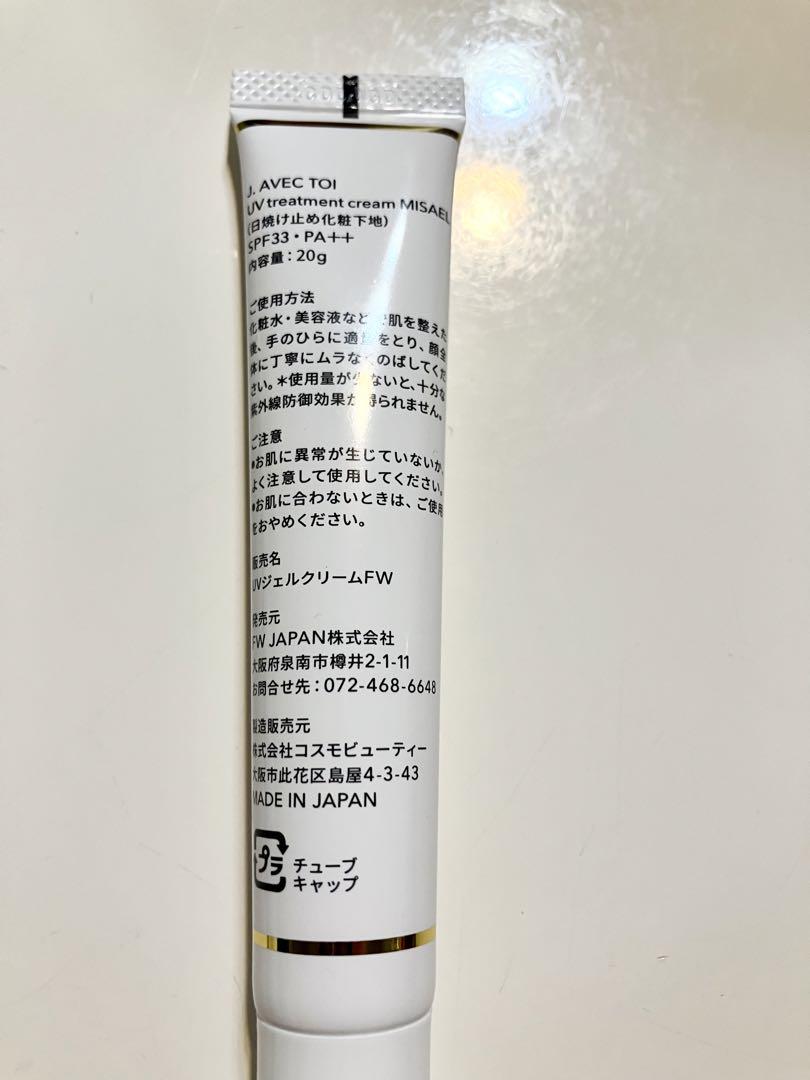 J. AVEC TOI
UV treatment cream MISAEL
(日焼け止め化粧下地)
SPF33・PA++
内容量：20g
ご使用方法
化粧水・美容液などで肌を整えた
後、手のひらに適量をとり、顔全
体に丁寧にムラなくのばしてくだ
さい。＊使用量が少ないと、十分な
紫外線防御効果が得られません。
ご注意
•お肌に異常が生じていないか、
よく注意して使用してください。
•お肌に合わないときは、ご使用
をおやめください。
販売名
UVジェルクリームFW
発売元
FW JAPAN株式会社
大阪府泉南市樽井2-1-11
お問合せ先：072-468-6648
製造販売元
株式会社コスモビューティー
大阪市此花区島屋4-3-43
MADE IN JAPAN
プラ
チューブ
キャップ